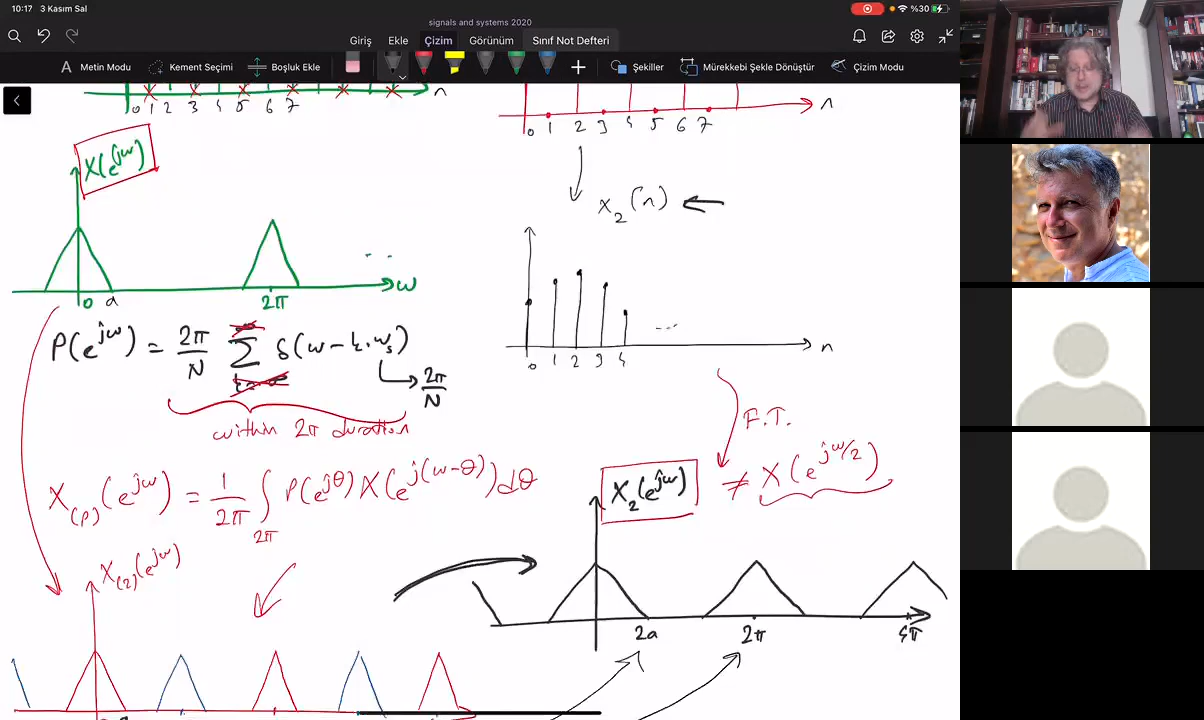 10:17 3 Kasım Sal
%30
signals and systems 2020
Giriş Ekle Çizim Görünüm Sınıf Not Defteri
Metin Modu Kement Seçimi Boşluk Ekle Şekiller Mürekkebi Şekle Dönüştür Çizim Modu
0 1 2 3 4 5 6 7 n
0 1 2 3 4 5 6 7 n
X(e^{jω})
0 a 2π ... ω
x_2(n)
0 1 2 3 4 ... n
P(e^{jω}) = 2π/N Σ δ(ω - k.ω_s)
2π/N
within 2π duration
F.T.
≠ X(e^{jω/2})
X_{(p)}(e^{jω}) = 1/2π ∫_{2π} P(e^{jθ}) X(e^{j(ω-θ)}) dθ
X_2(e^{jω})
2a 2π
X_{(2)}(e^{jω})